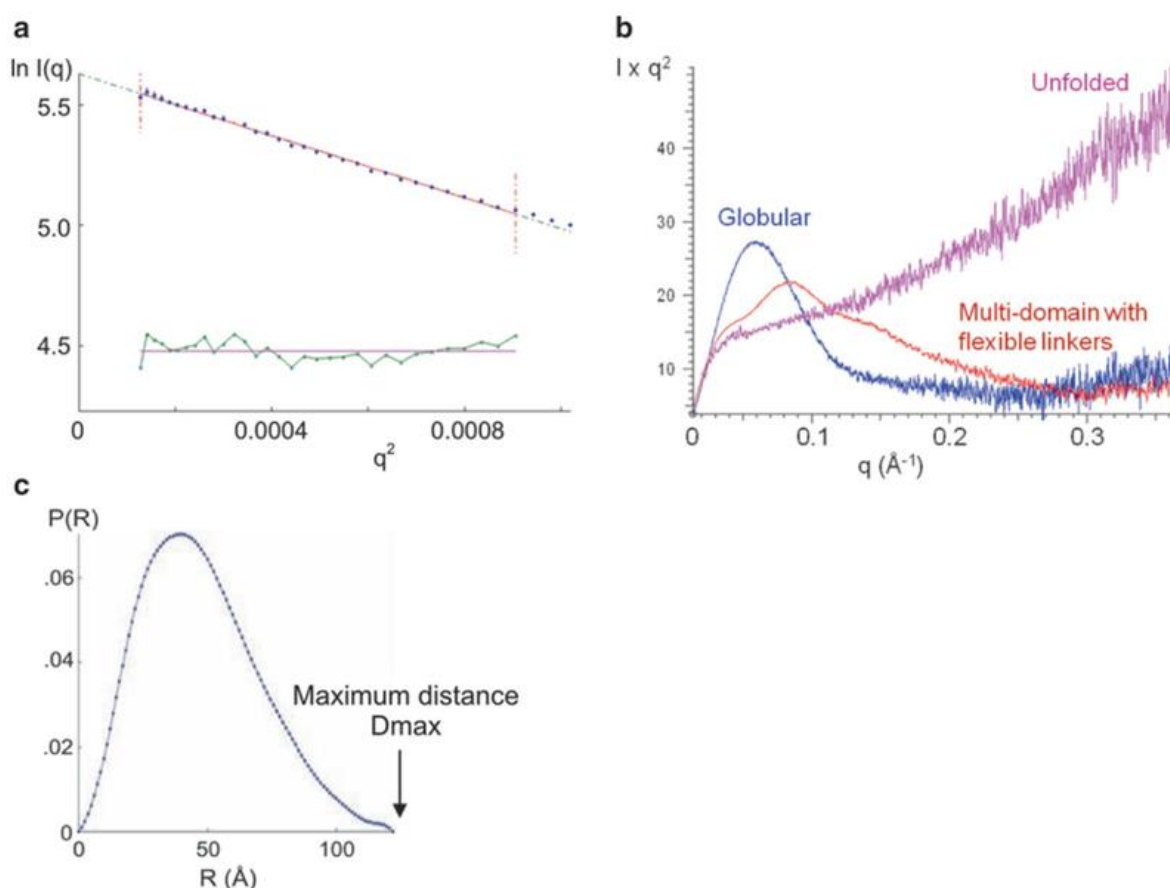 a
ln I(q)
5.5
5.0
4.5
0
0.0004
0.0008
q²
b
I x q²
Unfolded
40
Globular
30
20
Multi-domain with
flexible linkers
10
0
0.1
0.2
0.3
q (Å⁻¹)
c
P(R)
.06
.04
Maximum distance
Dmax
.02
0
0
50
100
R (Å)